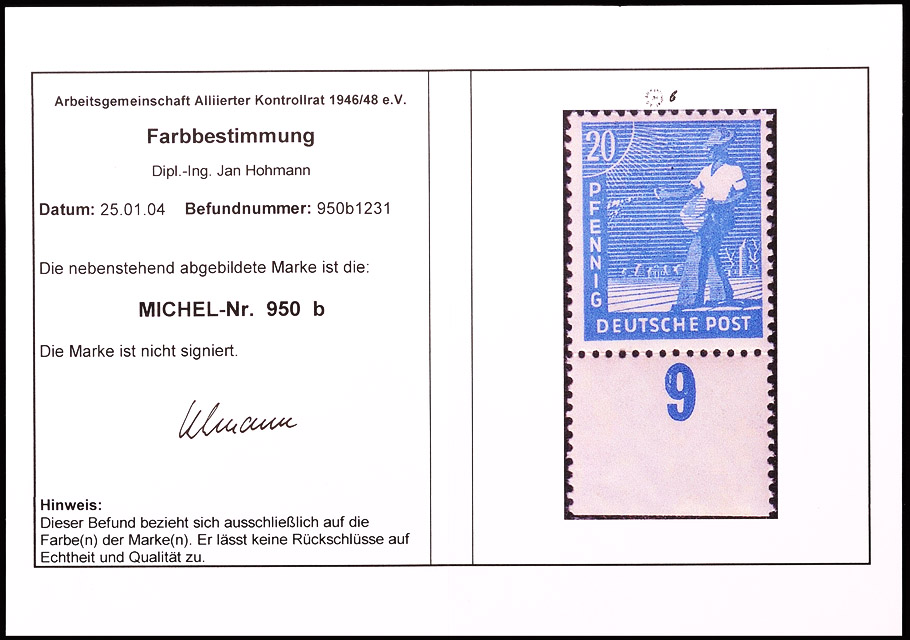 Arbeitsgemeinschaft Alliierter Kontrollrat 1946/48 e.V.
Farbbestimmung
Dipl.-Ing. Jan Hohmann
Datum: 25.01.04 Befundnummer: 950b1231
Die nebenstehend abgebildete Marke ist die:
MICHEL-Nr. 950 b
Die Marke ist nicht signiert.
Hinweis:
Dieser Befund bezieht sich ausschließlich auf die
Farbe(n) der Marke(n). Er lässt keine Rückschlüsse auf
Echtheit und Qualität zu.
b
20
PFENNIG
DEUTSCHE POST
9